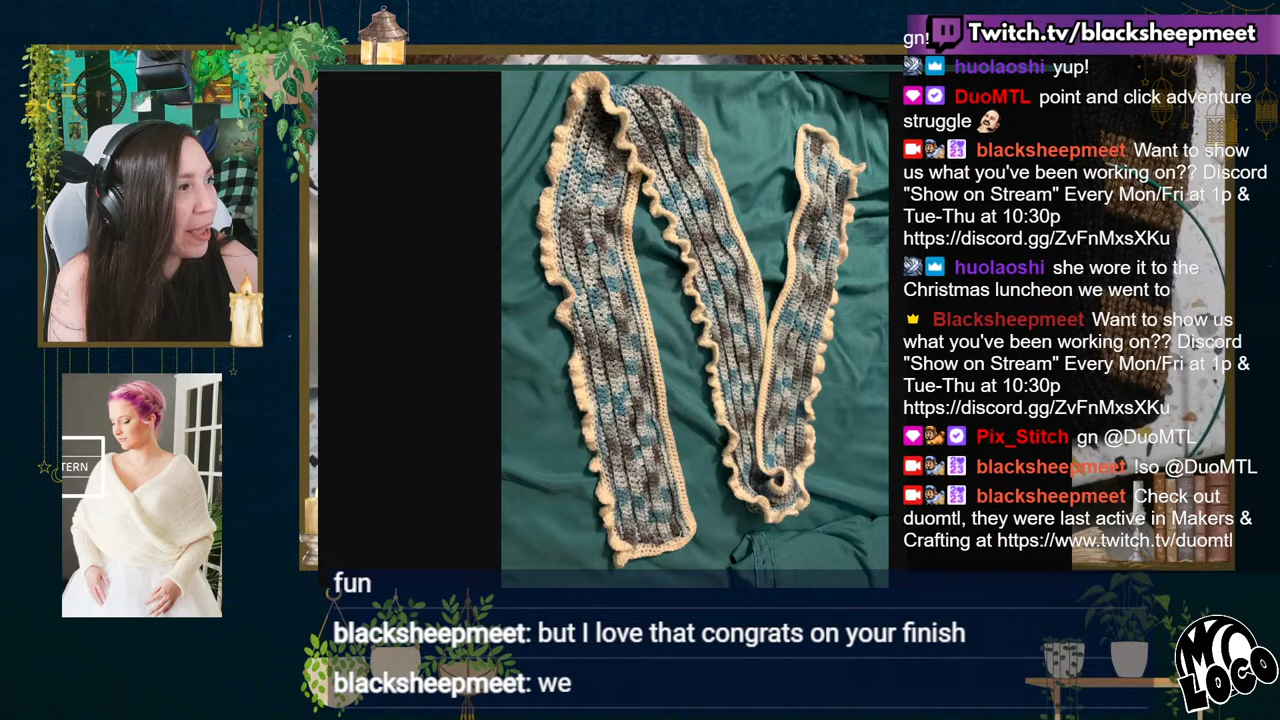 Twitch.tv/blacksheepmeet
gn!
huolaoshi yup!
DuoMTL point and click adventure
struggle
blacksheepmeet Want to show
us what you've been working on?? Discord
"Show on Stream" Every Mon/Fri at 1p &
Tue-Thu at 10:30p
https://discord.gg/ZvFnMxsXKu
huolaoshi she wore it to the
Christmas luncheon we went to
Blacksheepmeet Want to show us
what you've been working on?? Discord
"Show on Stream" Every Mon/Fri at 1p &
Tue-Thu at 10:30p
https://discord.gg/ZvFnMxsXKu
Pix_Stitch gn @DuoMTL
blacksheepmeet !so @DuoMTL
blacksheepmeet Check out
duomtl, they were last active in Makers &
Crafting at https://www.twitch.tv/duomtl
TERN
fun
blacksheepmeet: but I love that congrats on your finish
blacksheepmeet: we
MC
LOCO